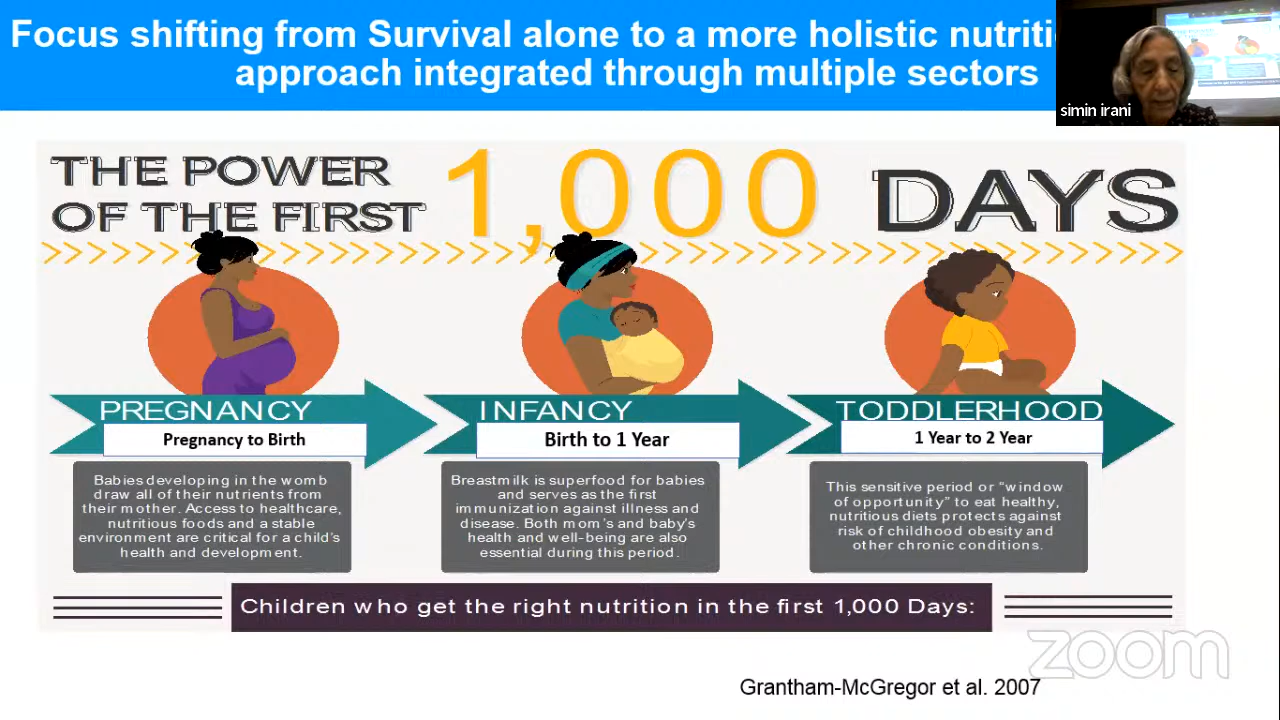 Focus shifting from Survival alone to a more holistic
approach integrated through multiple sectors
simin irani
THE POWER
OF THE FIRST
1,000
DAYS
PREGNANCY
Pregnancy to Birth
Babies developing in the womb
draw all of their nutrients from
their mother. Access to healthcare,
nutritious foods and a stable
environment are critical for a child's
health and development.
INFANCY
Birth to 1 Year
Breastmilk is superfood for babies
and serves as the first
immunization against illness and
disease. Both mom's and baby's
health and well-being are also
essential during this period.
TODDLERHOOD
1 Year to 2 Year
This sensitive period or "window
of opportunity" to eat healthy,
nutritious diets protects against
risk of childhood obesity and
other chronic conditions.
Children who get the right nutrition in the first 1,000 Days:
zoom
Grantham-McGregor et al. 2007